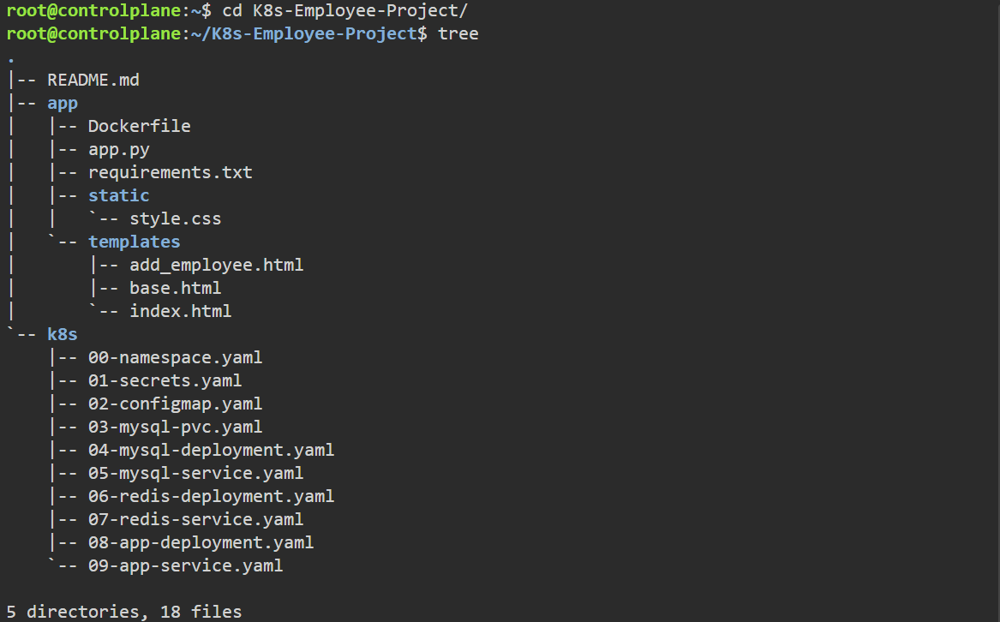 root@controlplane:~$ cd K8s-Employee-Project/
root@controlplane:~/K8s-Employee-Project$ tree
.
|-- README.md
|-- app
|   |-- Dockerfile
|   |-- app.py
|   |-- requirements.txt
|   |-- static
|   |   `-- style.css
|   `-- templates
|       |-- add_employee.html
|       |-- base.html
|       `-- index.html
`-- k8s
    |-- 00-namespace.yaml
    |-- 01-secrets.yaml
    |-- 02-configmap.yaml
    |-- 03-mysql-pvc.yaml
    |-- 04-mysql-deployment.yaml
    |-- 05-mysql-service.yaml
    |-- 06-redis-deployment.yaml
    |-- 07-redis-service.yaml
    |-- 08-app-deployment.yaml
    `-- 09-app-service.yaml

5 directories, 18 files